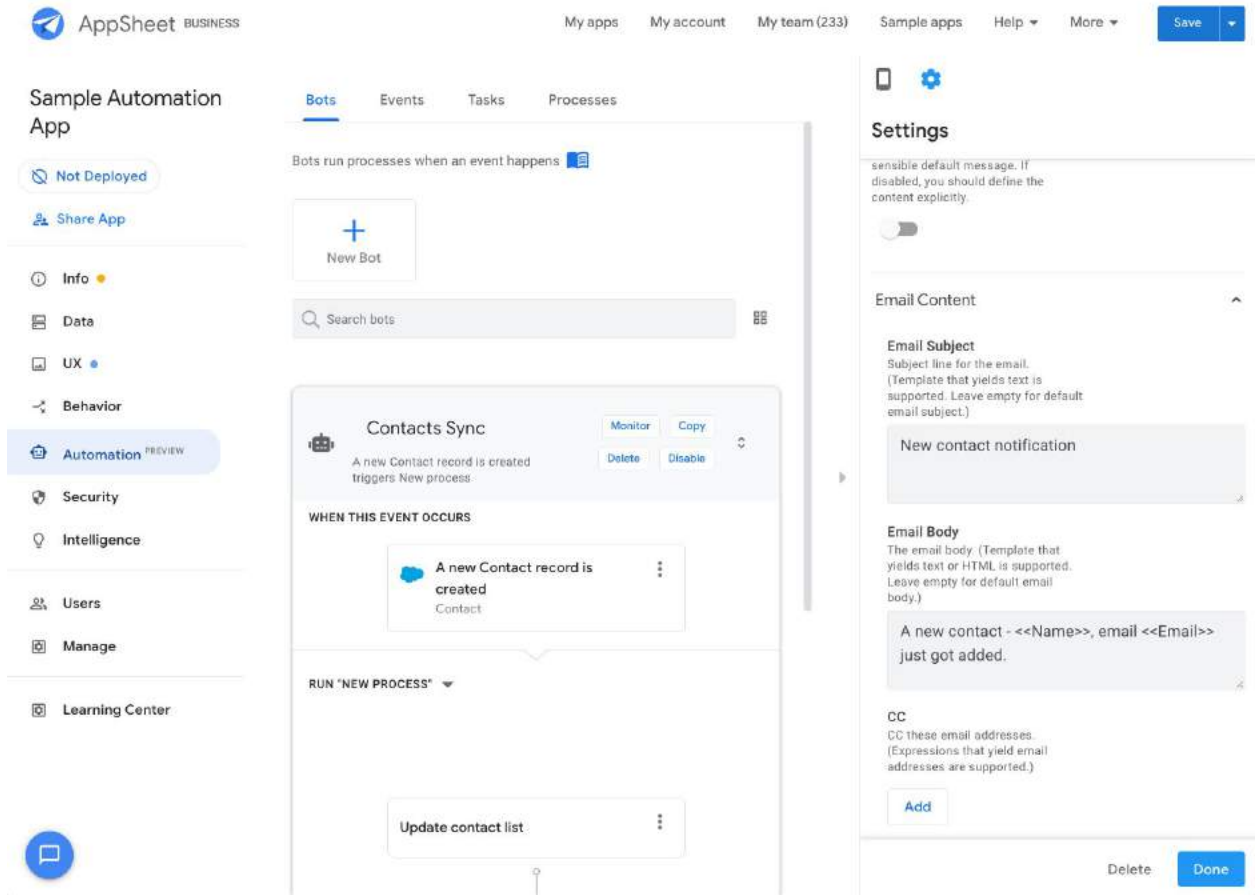 AppSheet BUSINESS
My apps My account My team (233) Sample apps Help More Save
Sample Automation
App
Not Deployed
Share App
Info
Data
UX
Behavior
Automation PREVIEW
Security
Intelligence
Users
Manage
Learning Center
Bots Events Tasks Processes
Bots run processes when an event happens
New Bot
Search bots
Contacts Sync
A new Contact record is created
triggers New process
Monitor Copy
Delete Disable
WHEN THIS EVENT OCCURS
A new Contact record is
created
Contact
RUN "NEW PROCESS"
Update contact list
Settings
sensible default message. If
disabled, you should define the
content explicitly.
Email Content
Email Subject
Subject line for the email.
(Template that yields text is
supported. Leave empty for default
email subject.)
New contact notification
Email Body
The email body. (Template that
yields text or HTML is supported.
Leave empty for default email
body.)
A new contact - <<Name>>, email <<Email>>
just got added.
CC
CC these email addresses.
(Expressions that yield email
addresses are supported.)
Add
Delete Done